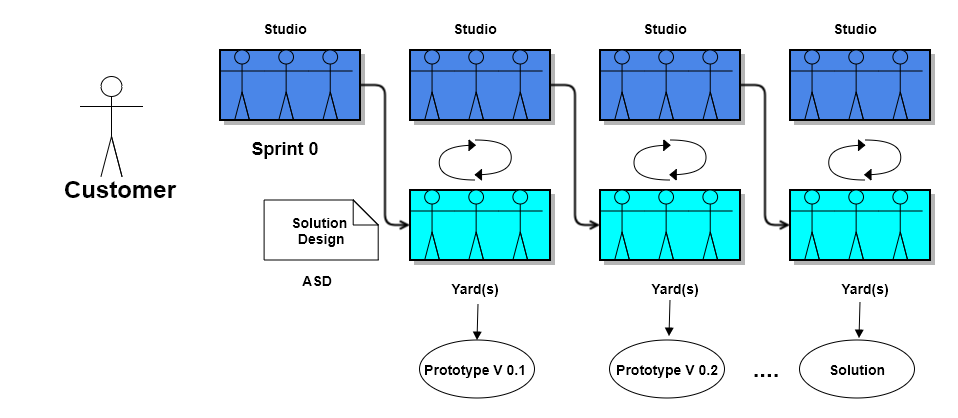 Studio
Studio
Studio
Studio
Sprint 0
Customer
Solution
Design
ASD
Yard(s)
Yard(s)
Yard(s)
Prototype V 0.1
Prototype V 0.2
....
Solution